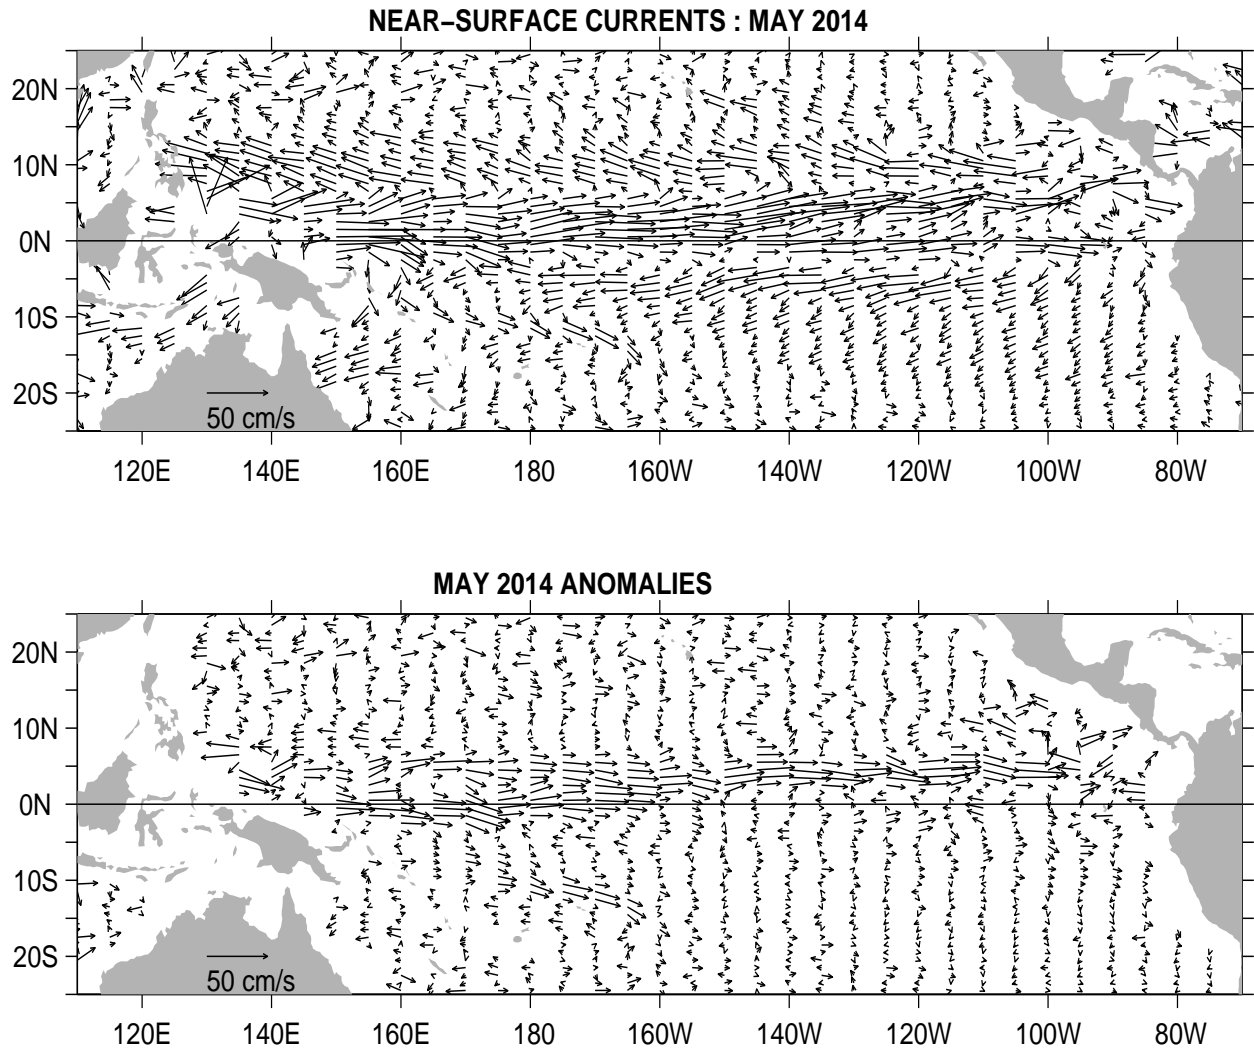 NEAR−SURFACE CURRENTS : MAY 2014
20N
10N
0N
10S
20S
50 cm/s
120E 140E 160E 180 160W 140W 120W 100W 80W
MAY 2014 ANOMALIES
20N
10N
0N
10S
20S
50 cm/s
120E 140E 160E 180 160W 140W 120W 100W 80W